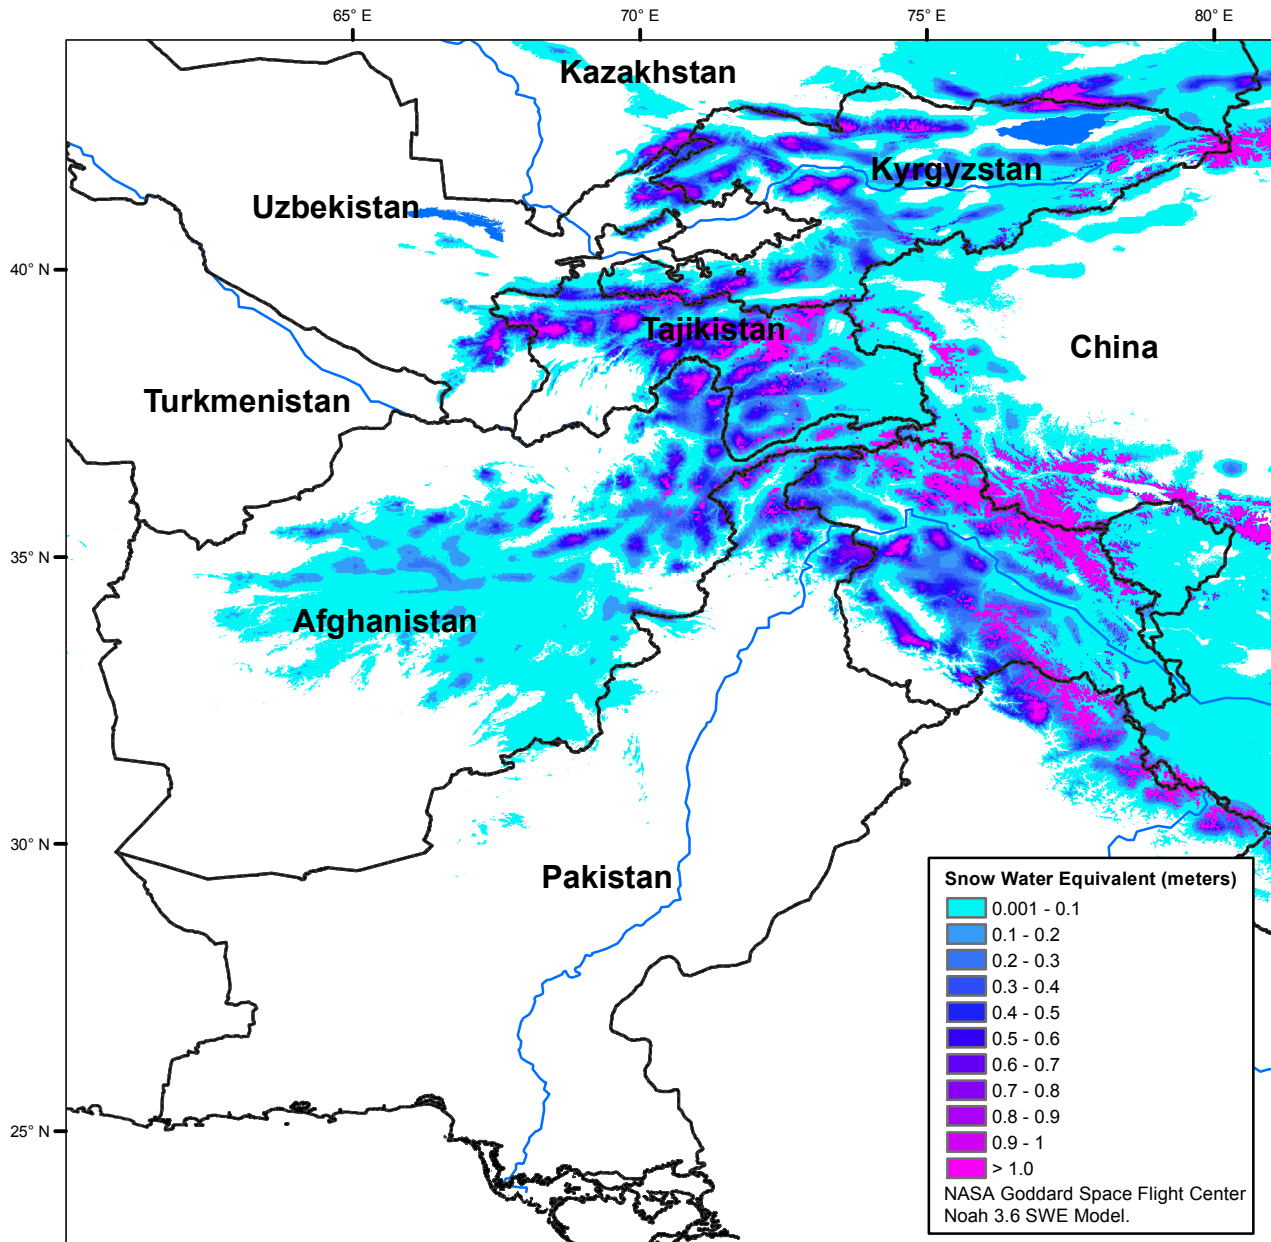 65° E
70° E
75° E
80° E
Kazakhstan
Kyrgyzstan
Uzbekistan
40° N
Tajikistan
China
Turkmenistan
35° N
Afghanistan
30° N
Pakistan
25° N
Snow Water Equivalent (meters)
0.001 - 0.1
0.1 - 0.2
0.2 - 0.3
0.3 - 0.4
0.4 - 0.5
0.5 - 0.6
0.6 - 0.7
0.7 - 0.8
0.8 - 0.9
0.9 - 1
> 1.0
NASA Goddard Space Flight Center
Noah 3.6 SWE Model.